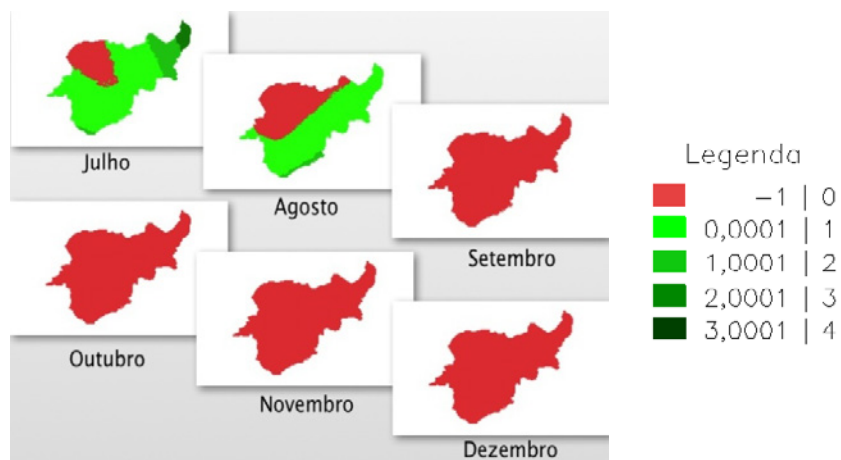 Julho
Agosto
Setembro
Outubro
Novembro
Dezembro
Legenda
−1 | 0
0,0001 | 1
1,0001 | 2
2,0001 | 3
3,0001 | 4